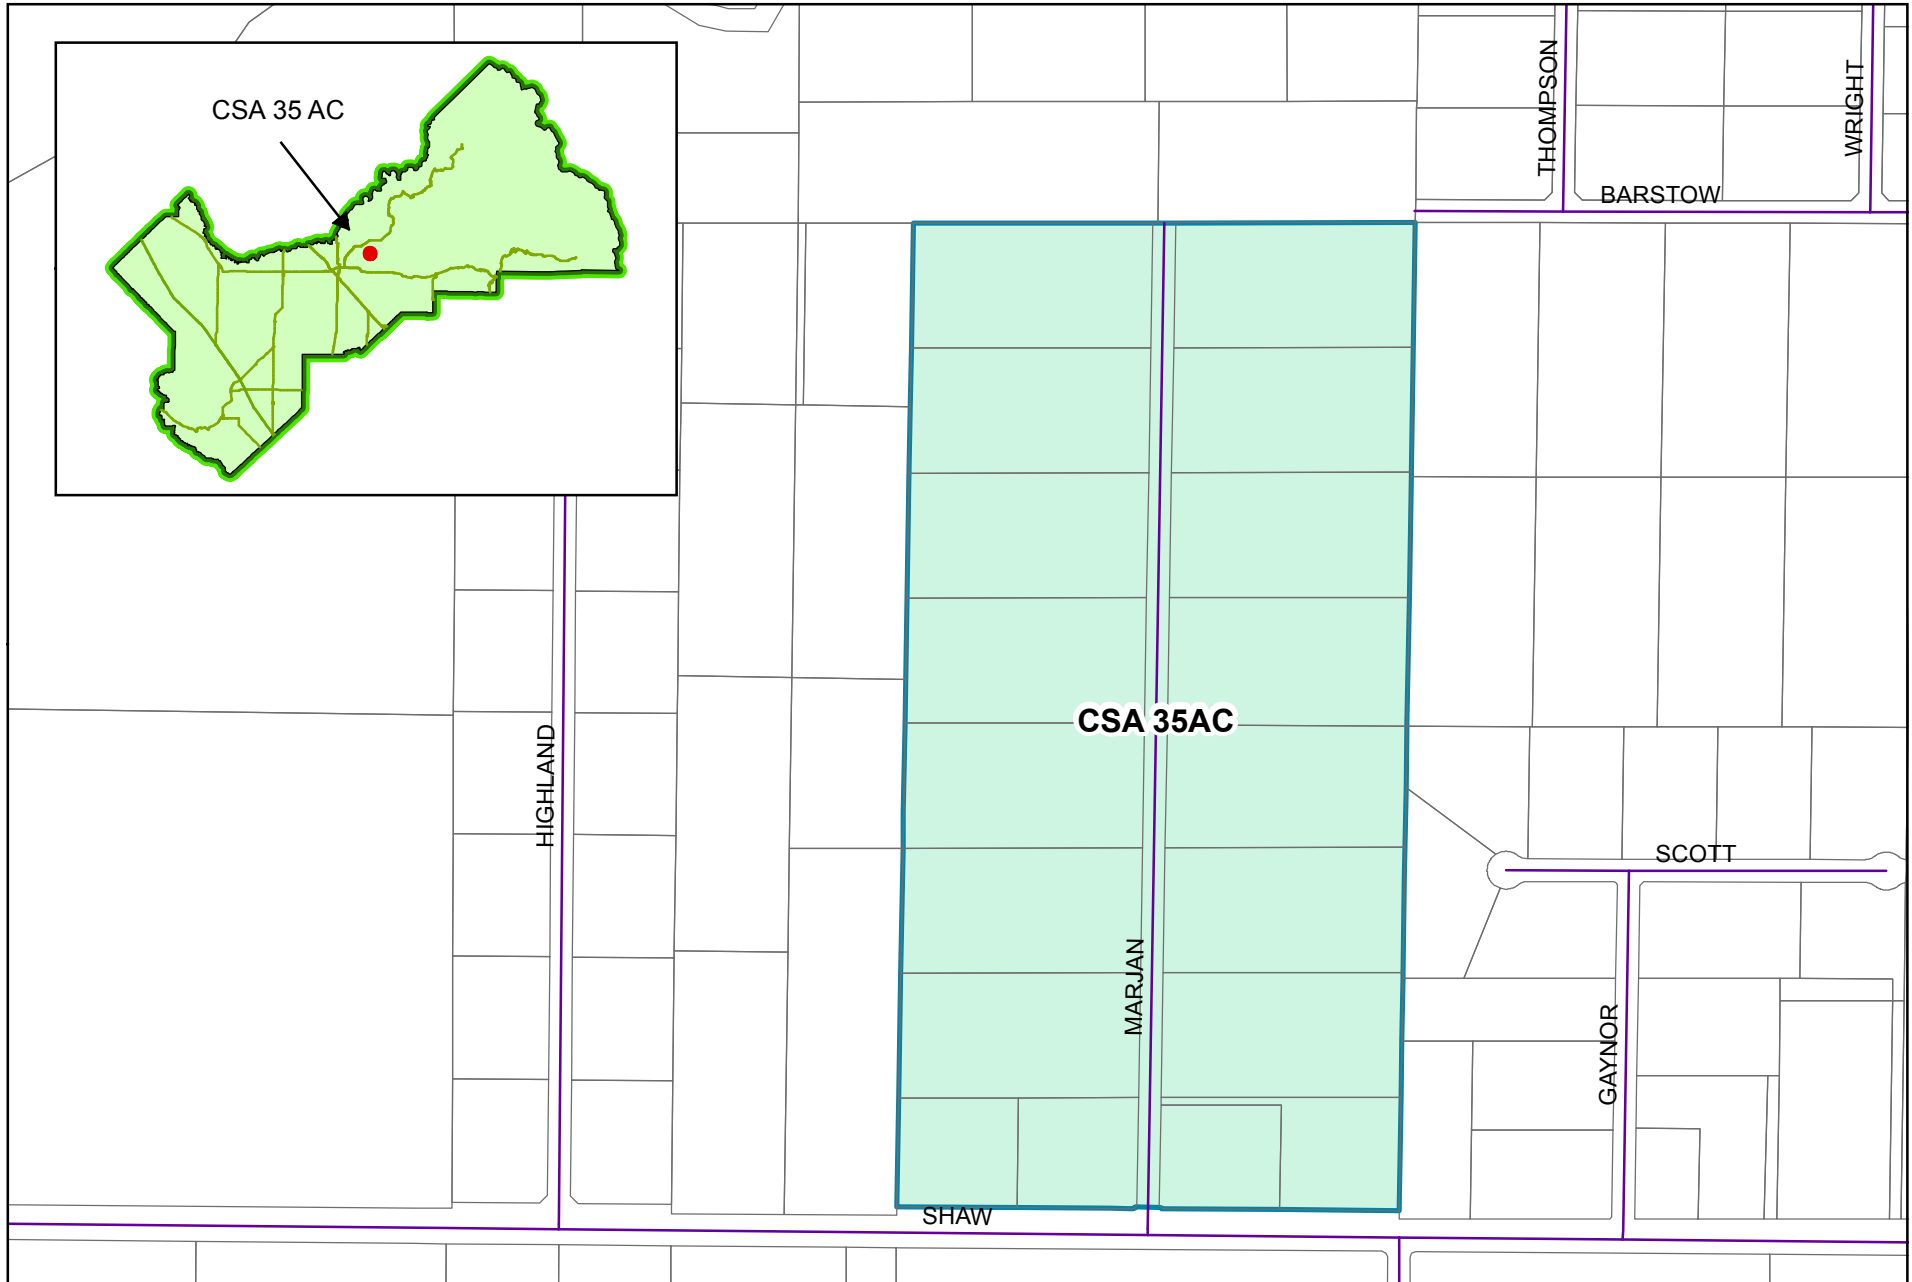 CSA 35 AC
THOMPSON
WRIGHT
BARSTOW
CSA 35AC
HIGHLAND
SCOTT
MARJAN
GAYNOR
SHAW